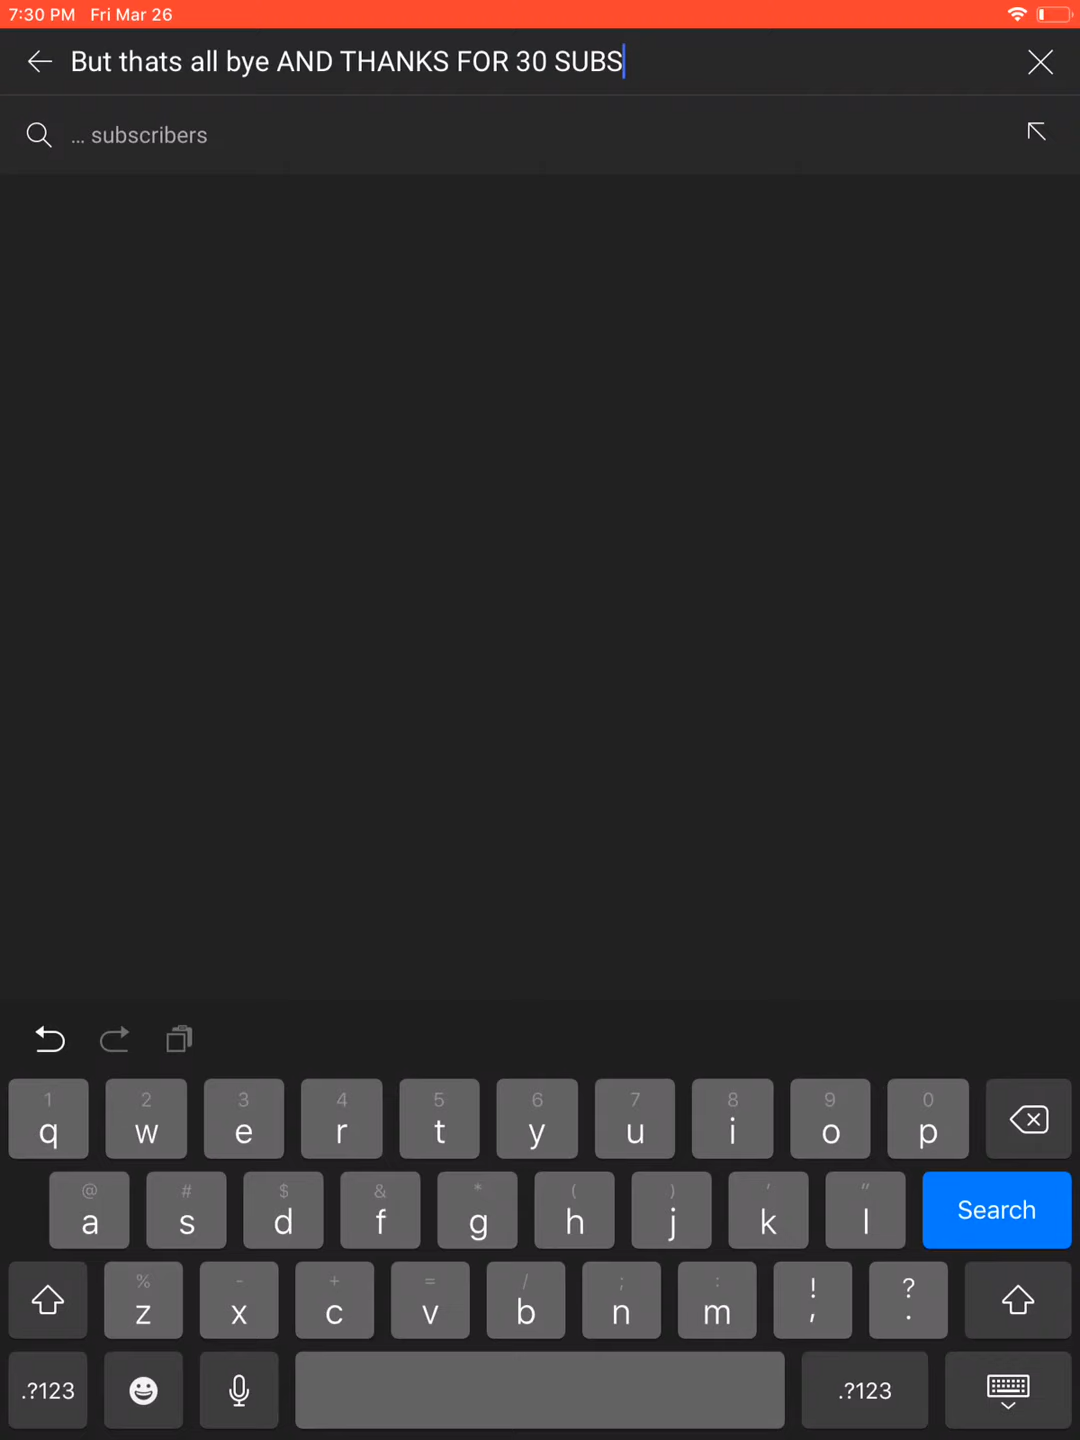 7:30 PM Fri Mar 26
But thats all bye AND THANKS FOR 30 SUBS
... subscribers
1 2 3 4 5 6 7 8 9 0
q w e r t y u i o p
@ # $ & * ( ) ' "
a s d f g h j k l Search
% - + = / ; : ! ?
z x c v b n m , .
.?123 .?123